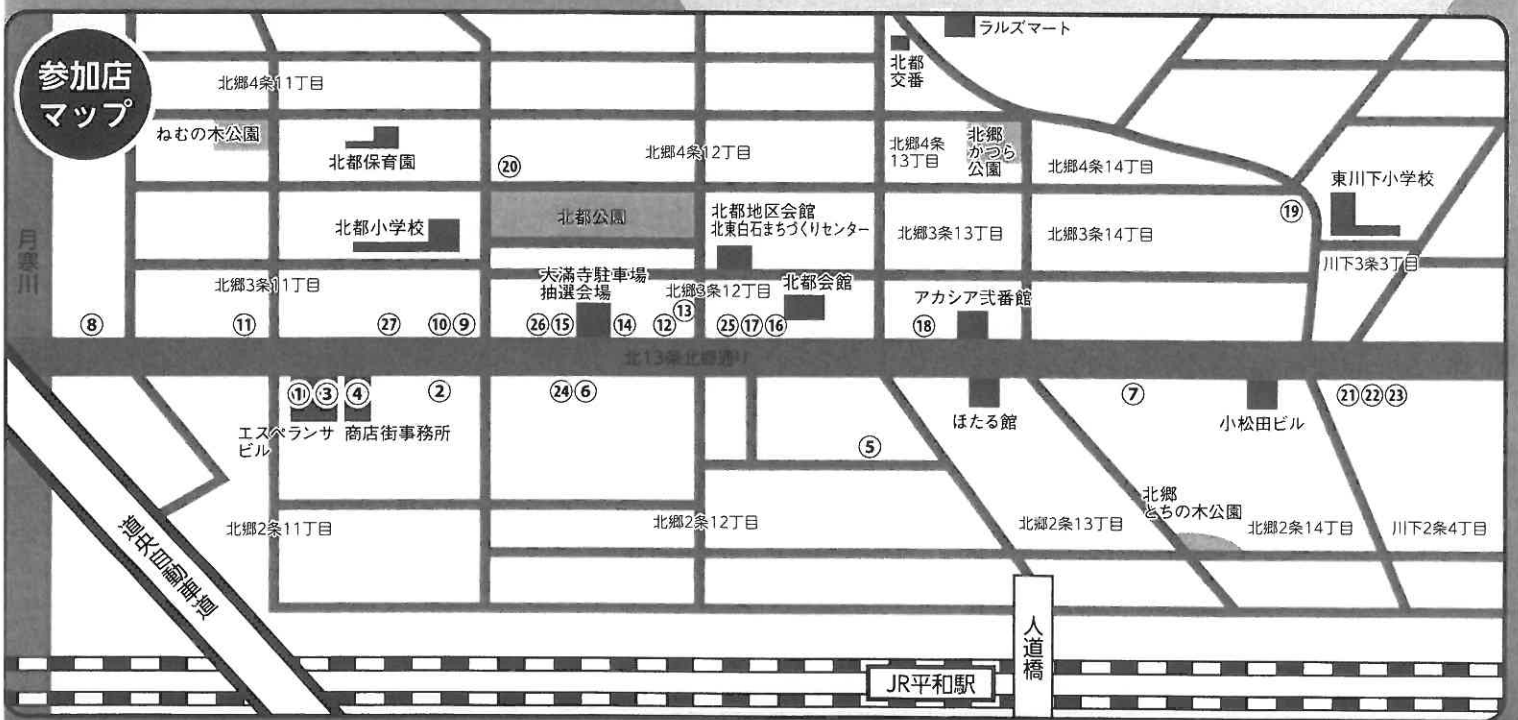 参加店
マップ
ラルズマート
北都
交番
北郷4条11丁目
ねむの木公園
北都保育園
⑳
北郷4条12丁目
北郷4条
13丁目
北郷
かつら
公園
北郷4条14丁目
東川下小学校
⑲
月寒川
北都小学校
北都公園
北都地区会館
北東白石まちづくりセンター
北郷3条13丁目
北郷3条14丁目
川下3条3丁目
北郷3条11丁目
大満寺駐車場
抽選会場
北郷3条12丁目
北都会館
アカシア弐番館
⑧
⑪
㉗
⑩⑨
㉖⑮
⑭
⑫
⑬
㉕⑰⑯
⑱
北13条北郷通り
①③
④
②
㉔⑥
⑤
⑦
㉑㉒㉓
エスペランサ
ビル
商店街事務所
ほたる館
小松田ビル
北郷
とちの木公園
北郷2条11丁目
北郷2条12丁目
北郷2条13丁目
北郷2条14丁目
川下2条4丁目
道央自動車道
人道橋
JR平和駅